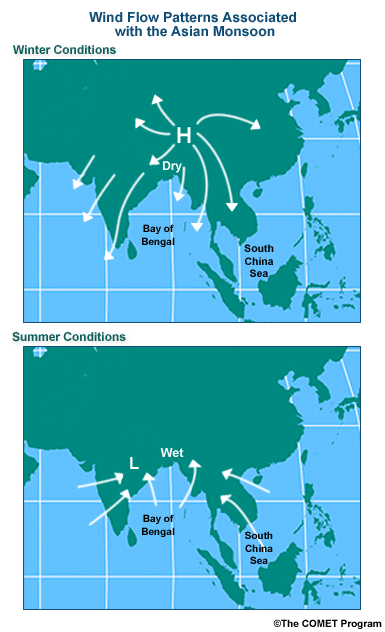 Wind Flow Patterns Associated
with the Asian Monsoon
Winter Conditions
H
Dry
Bay of
Bengal
South
China
Sea
Summer Conditions
L
Wet
Bay of
Bengal
South
China
Sea
©The COMET Program